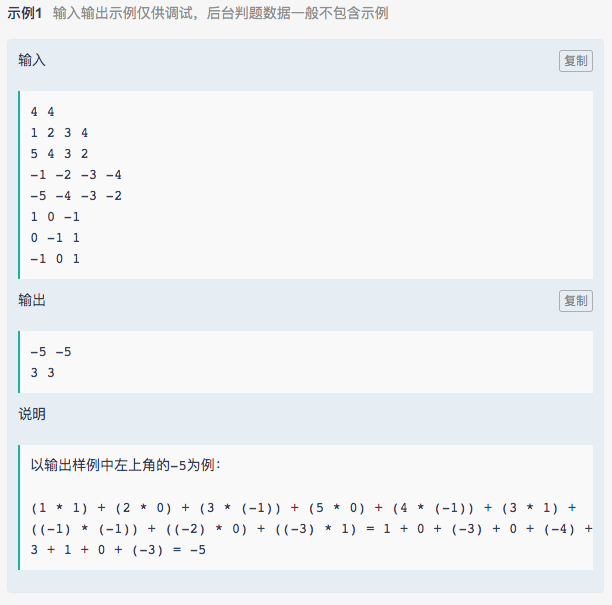 示例1 输入输出示例仅供调试，后台判题数据一般不包含示例
输入
复制
4 4
1 2 3 4
5 4 3 2
-1 -2 -3 -4
-5 -4 -3 -2
1 0 -1
0 -1 1
-1 0 1
输出
复制
-5 -5
3 3
说明
以输出样例中左上角的-5为例：
(1 * 1) + (2 * 0) + (3 * (-1)) + (5 * 0) + (4 * (-1)) + (3 * 1) +
((-1) * (-1)) + ((-2) * 0) + ((-3) * 1) = 1 + 0 + (-3) + 0 + (-4) +
3 + 1 + 0 + (-3) = -5